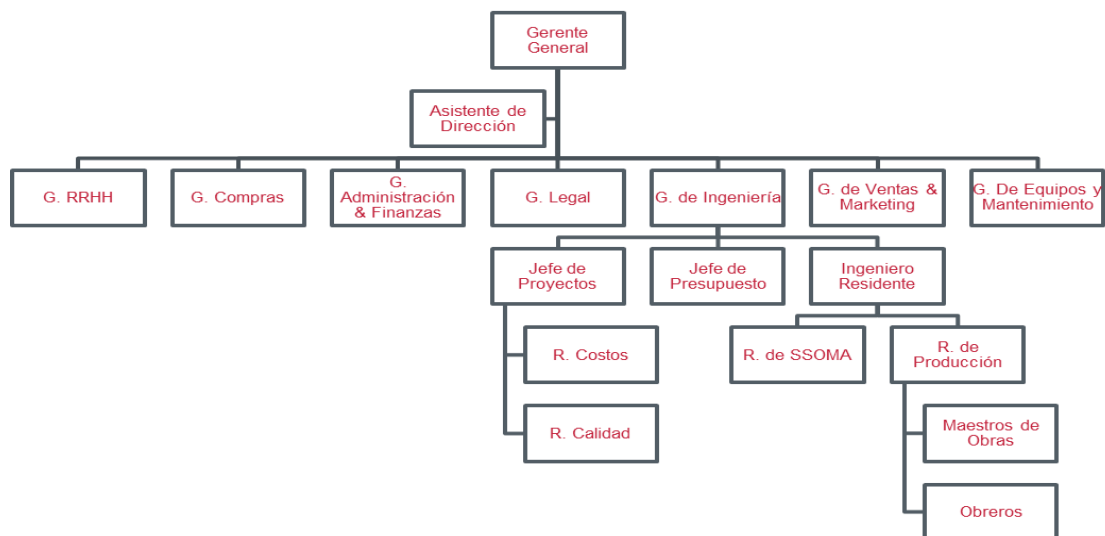 Gerente
General
Asistente de
Dirección
G. RRHH
G. Compras
G.
Administración
& Finanzas
G. Legal
G. de Ingeniería
G. de Ventas &
Marketing
G. De Equipos y
Mantenimiento
Jefe de
Proyectos
Jefe de
Presupuesto
Ingeniero
Residente
R. Costos
R. de SSOMA
R. de
Producción
R. Calidad
Maestros de
Obras
Obreros